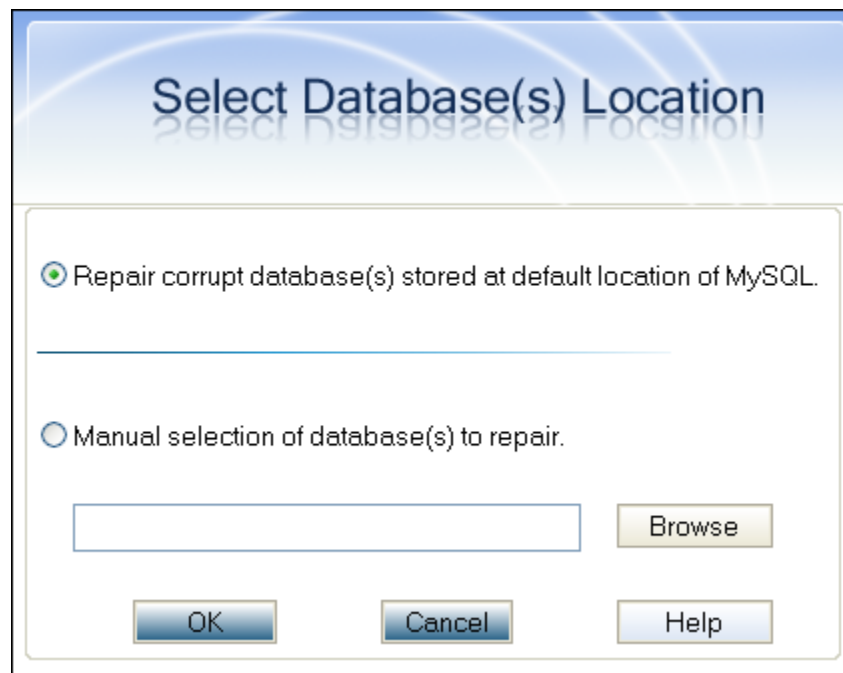 Select Database(s) Location
Repair corrupt database(s) stored at default location of MySQL.
Manual selection of database(s) to repair.
Browse
OK
Cancel
Help